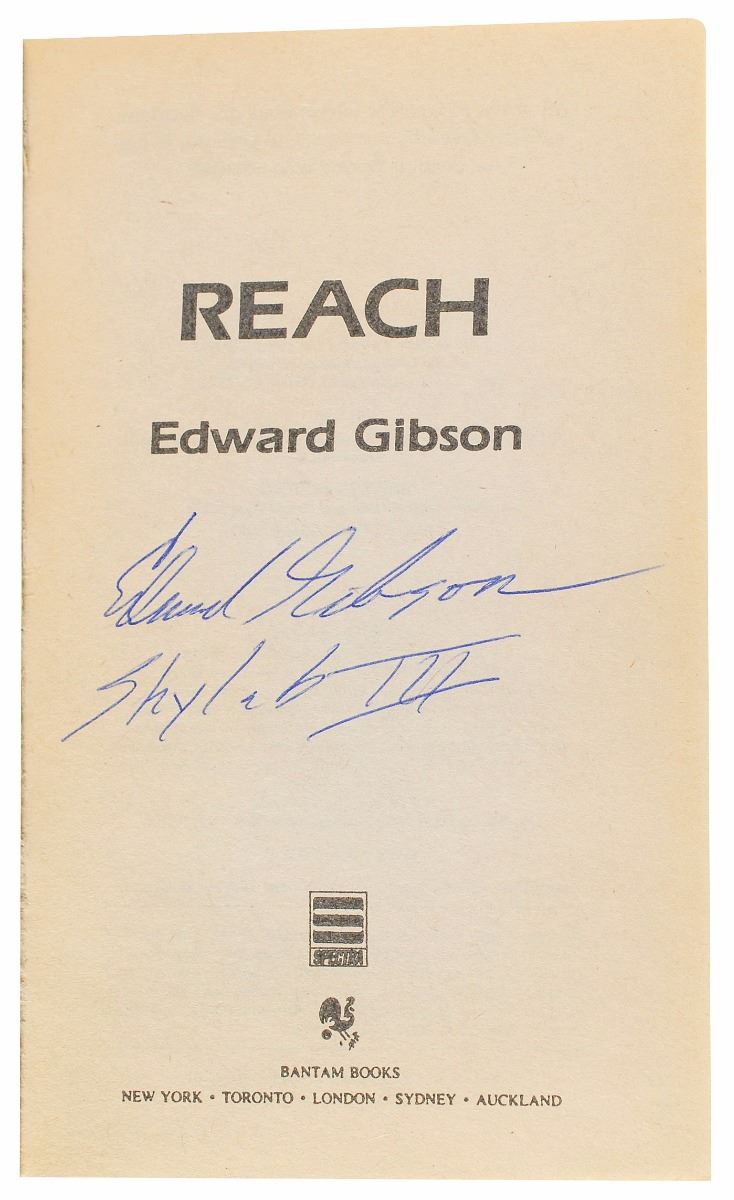 REACH
Edward Gibson
Edward Gibson
Skylab III
SPECTRA
BANTAM BOOKS
NEW YORK • TORONTO • LONDON • SYDNEY • AUCKLAND